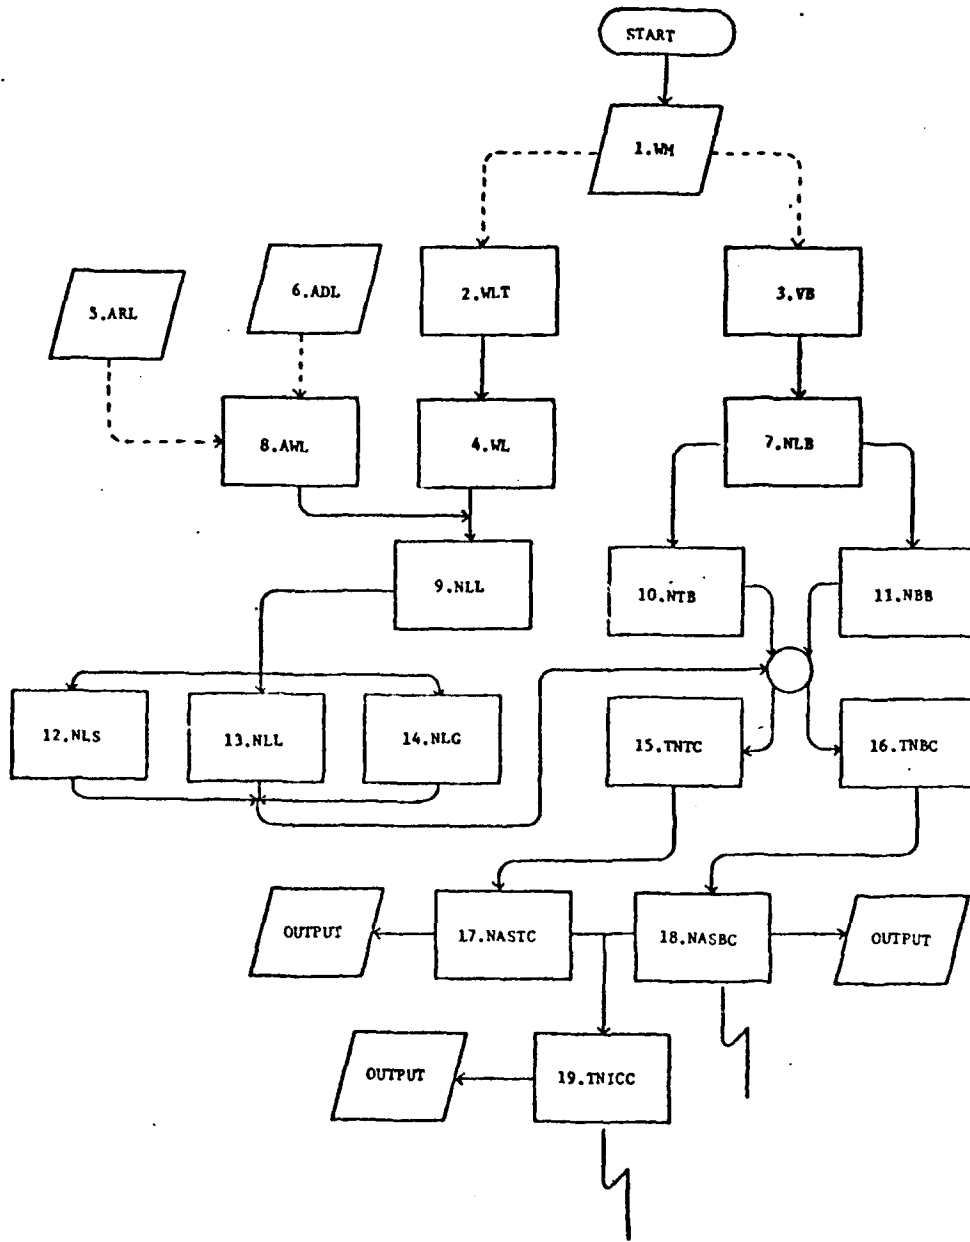 START
1.WM
5.ARL
6.ADL
2.WLT
3.VB
8.AWL
4.WL
7.NLB
9.NLL
10.NTB
11.NBB
12.NLS
13.NLL
14.NLG
15.TNTC
16.TNBC
OUTPUT
17.NASTC
18.NASBC
OUTPUT
OUTPUT
19.TNICC